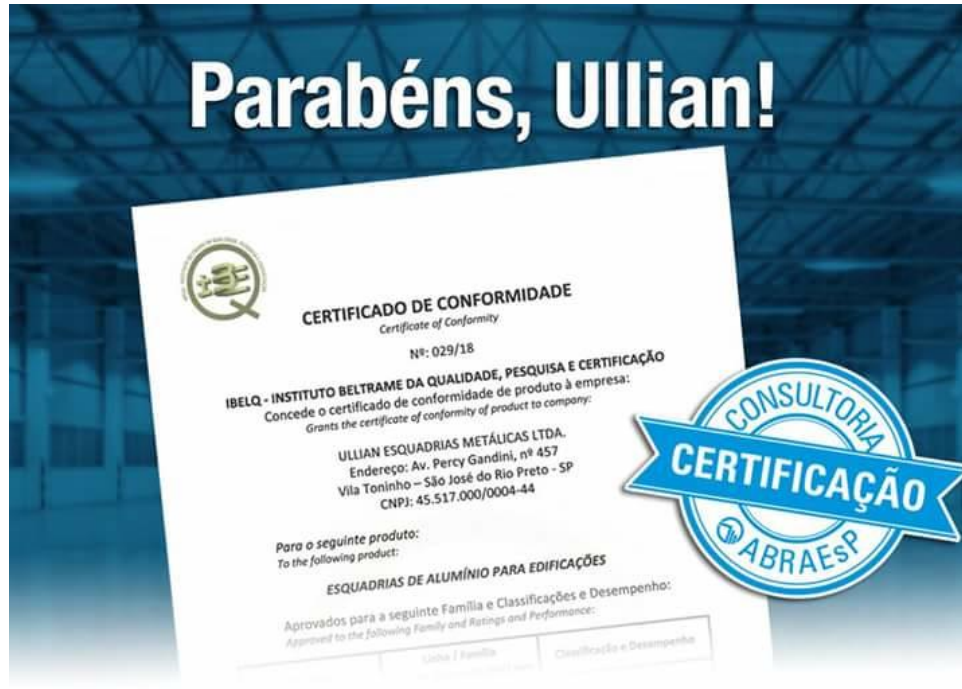 Parabéns, Ullian!
CERTIFICADO DE CONFORMIDADE
Certificate of Conformity
Nº: 029/18
IBELQ - INSTITUTO BELTRAME DA QUALIDADE, PESQUISA E CERTIFICAÇÃO
Concede o certificado de conformidade de produto à empresa:
Grants the certificate of conformity of product to company:
ULLIAN ESQUADRIAS METÁLICAS LTDA.
Endereço: Av. Percy Gandini, nº 457
Vila Toninho – São José do Rio Preto - SP
CNPJ: 45.517.000/0004-44
Para o seguinte produto:
To the following product:
ESQUADRIAS DE ALUMÍNIO PARA EDIFICAÇÕES
Aprovados para a seguinte Família e Classificações e Desempenho:
Approved to the following Family and Ratings and Performance:
Linha / Família
Classificação e Desempenho
CONSULTORIA
CERTIFICAÇÃO
ABRAEsP